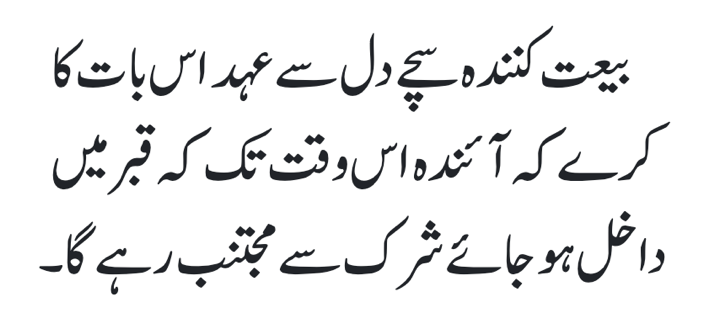 بیعت کنندہ سچے دل سے عہد اس بات کا
کرے کہ آئندہ اس وقت تک کہ قبر میں
داخل ہو جائے شرک سے مجتنب رہے گا۔